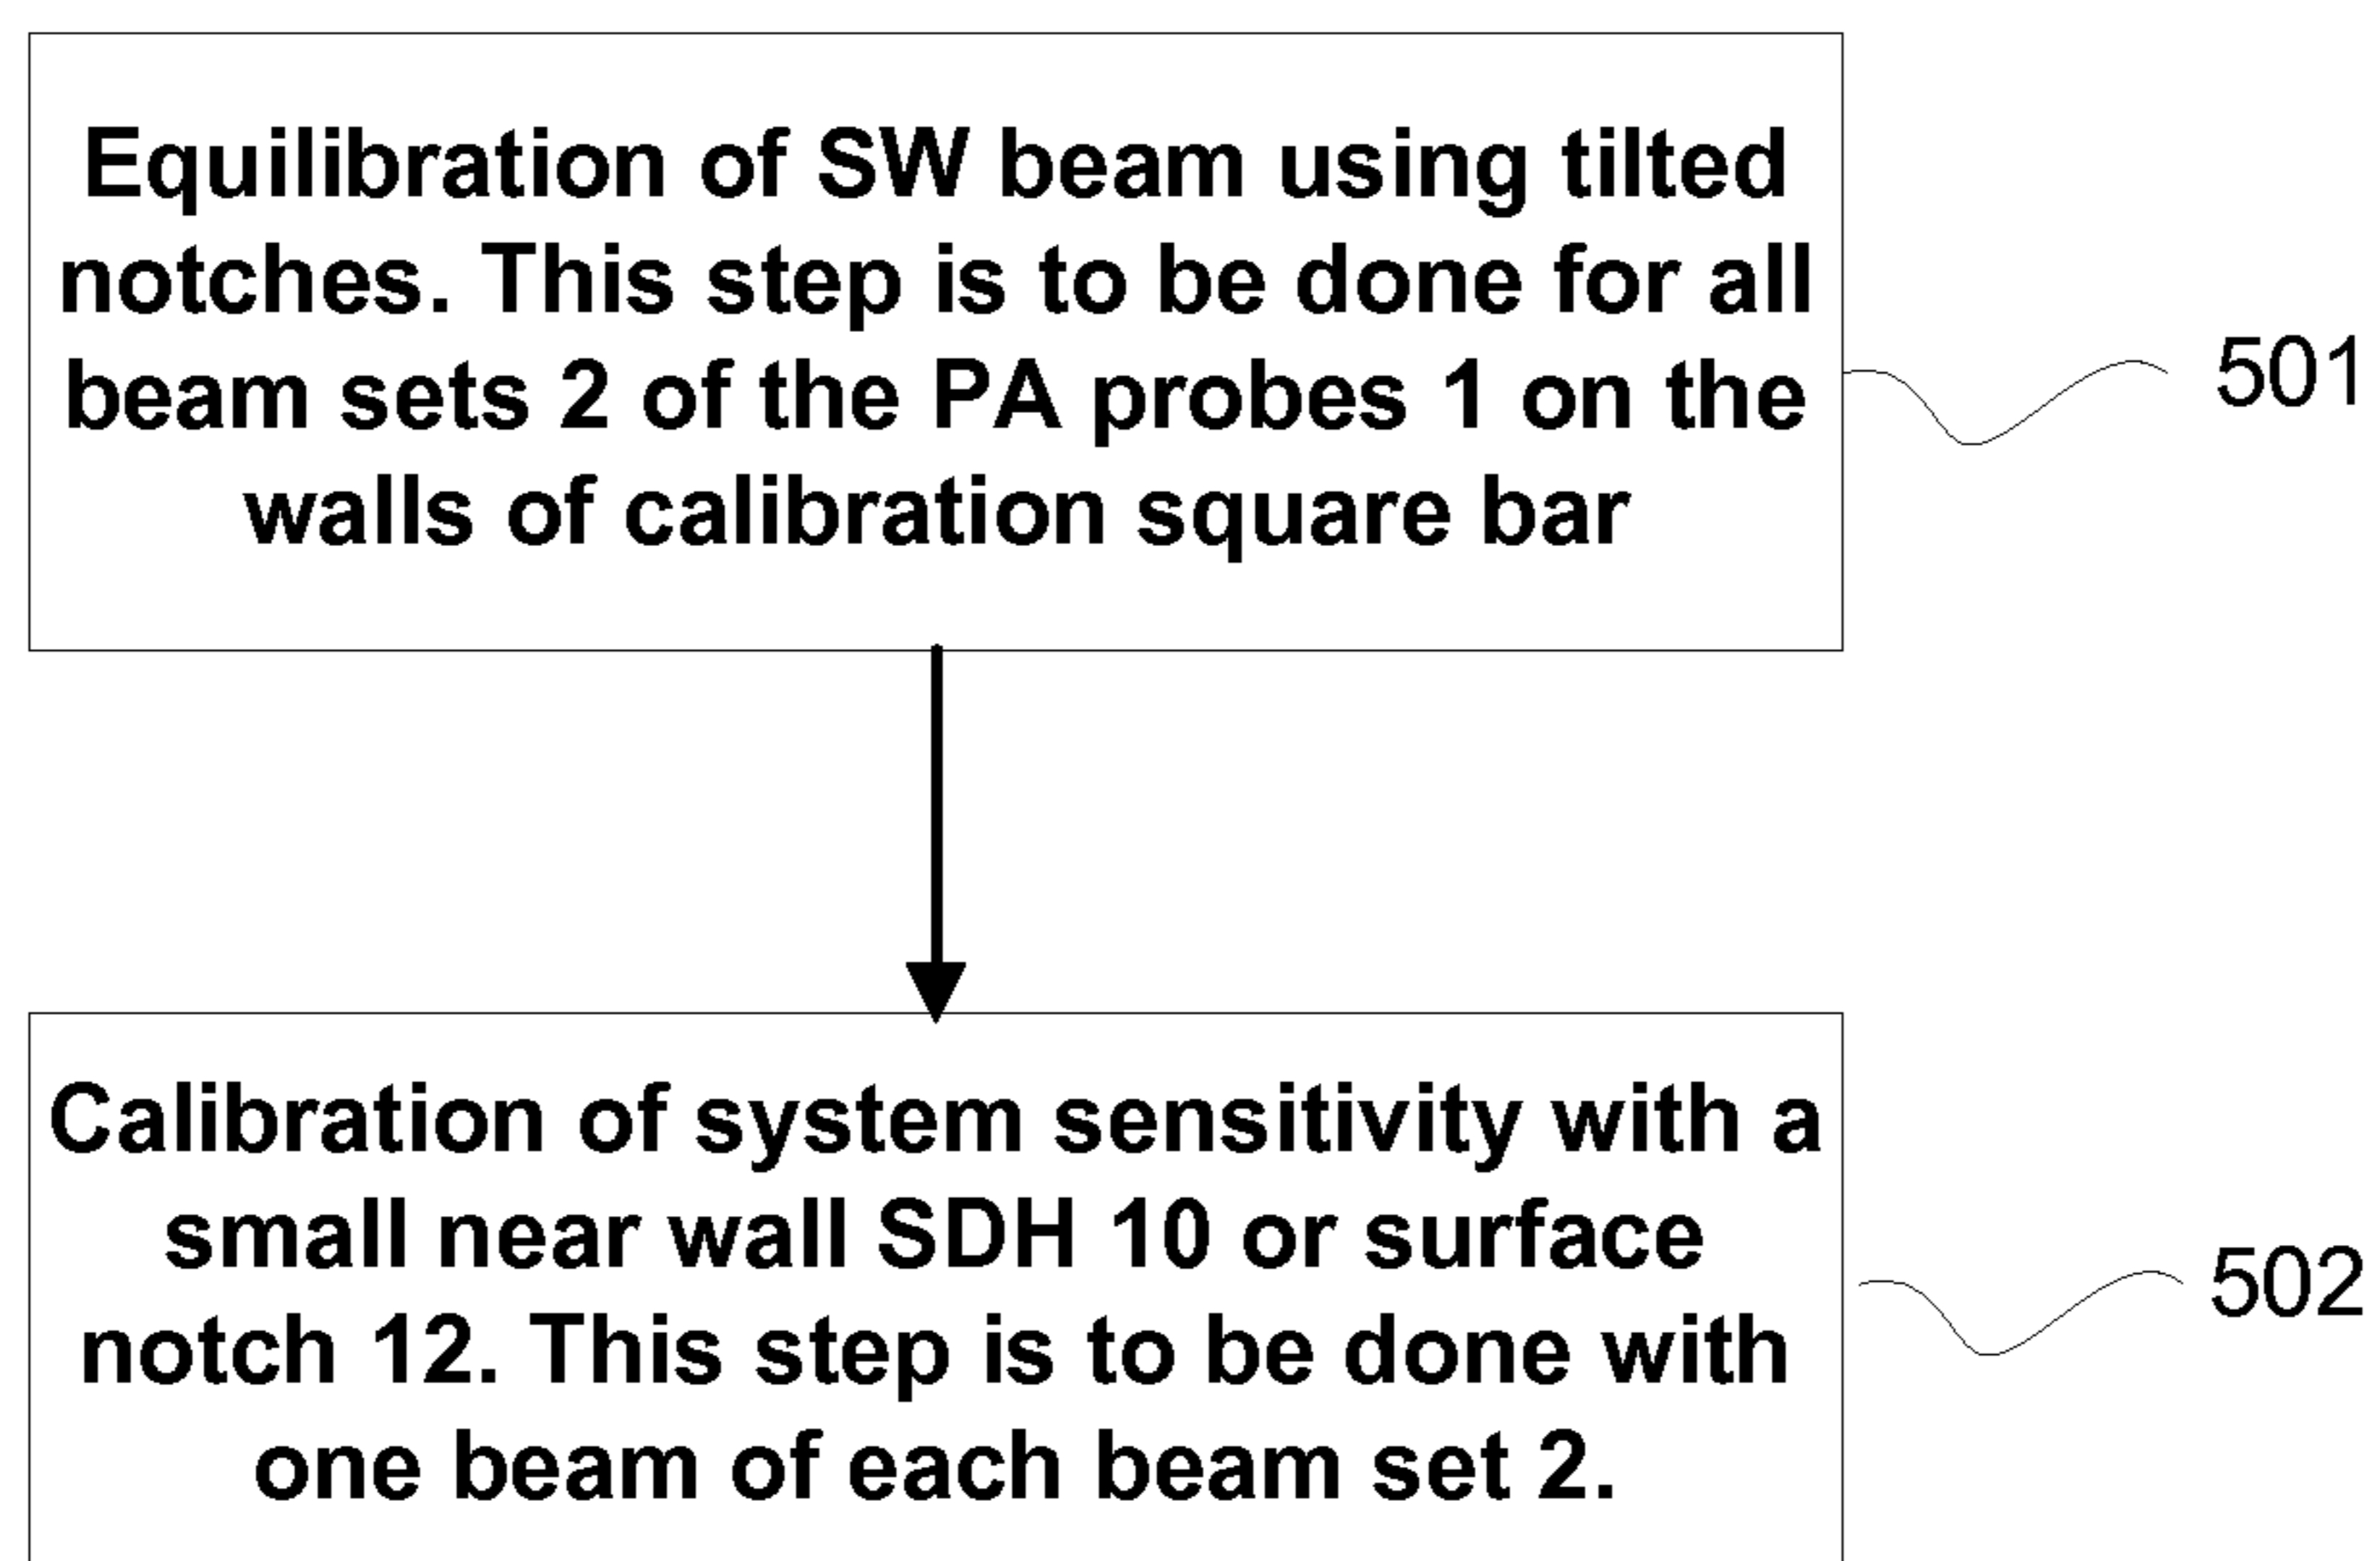 Equilibration of SW beam using tilted
notches. This step is to be done for all
beam sets 2 of the PA probes 1 on the
walls of calibration square bar
501
Calibration of system sensitivity with a
small near wall SDH 10 or surface
notch 12. This step is to be done with
one beam of each beam set 2.
502